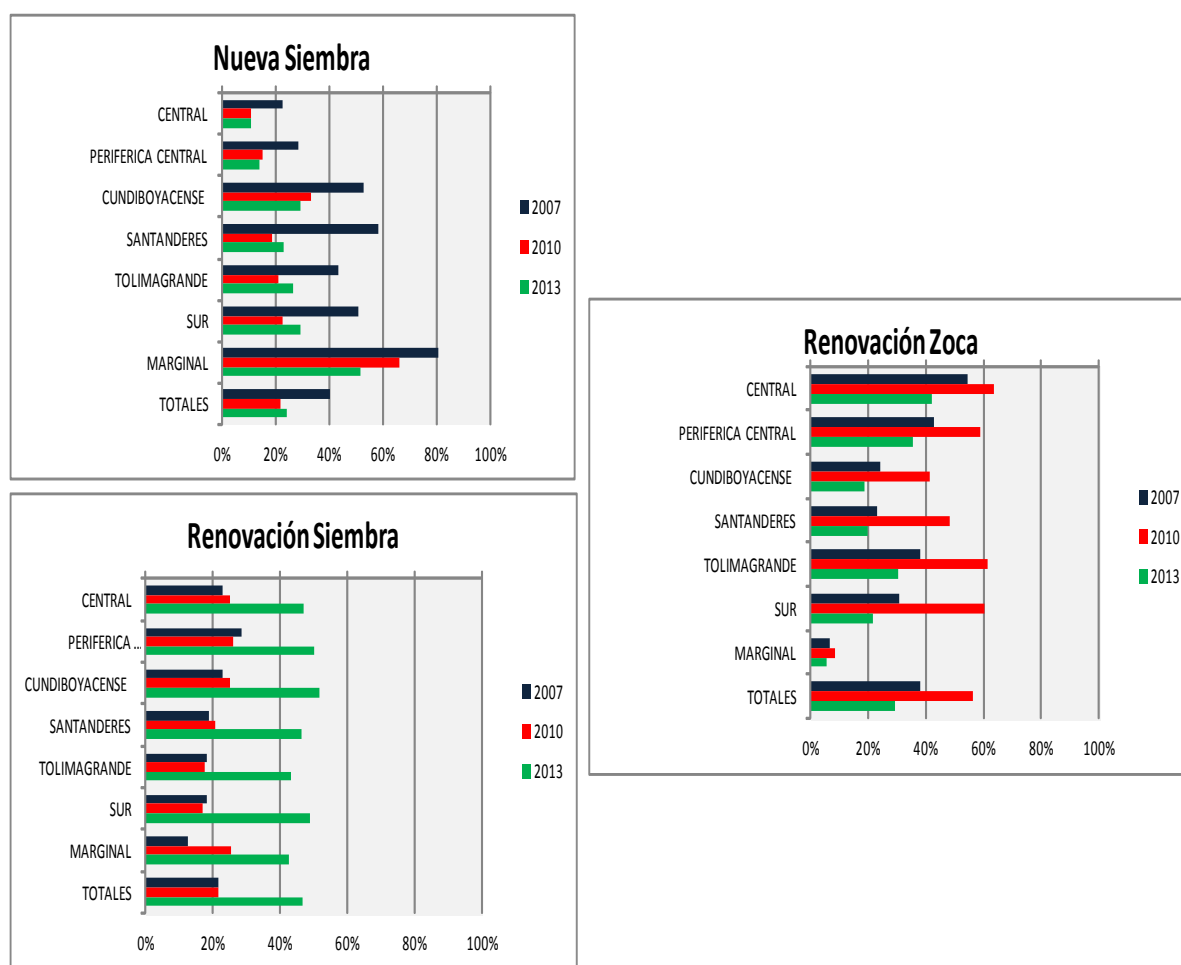 Nueva Siembra
CENTRAL
PERIFERICA CENTRAL
CUNDIBOYACENSE
SANTANDERES
TOLIMAGRANDE
SUR
MARGINAL
TOTALES
0% 20% 40% 60% 80% 100%
2007
2010
2013
Renovación Siembra
CENTRAL
PERIFERICA ...
CUNDIBOYACENSE
SANTANDERES
TOLIMAGRANDE
SUR
MARGINAL
TOTALES
0% 20% 40% 60% 80% 100%
2007
2010
2013
Renovación Zoca
CENTRAL
PERIFERICA CENTRAL
CUNDIBOYACENSE
SANTANDERES
TOLIMAGRANDE
SUR
MARGINAL
TOTALES
0% 20% 40% 60% 80% 100%
2007
2010
2013